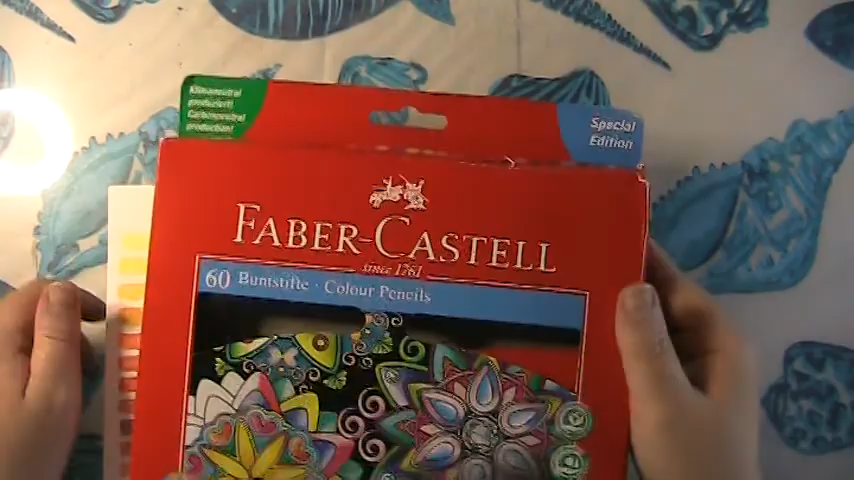 Klimaneutral
produziert!
Carbonneutral
production!
Special
Edition
FABER-CASTELL
since 1761
60 Buntstifte · Colour Pencils